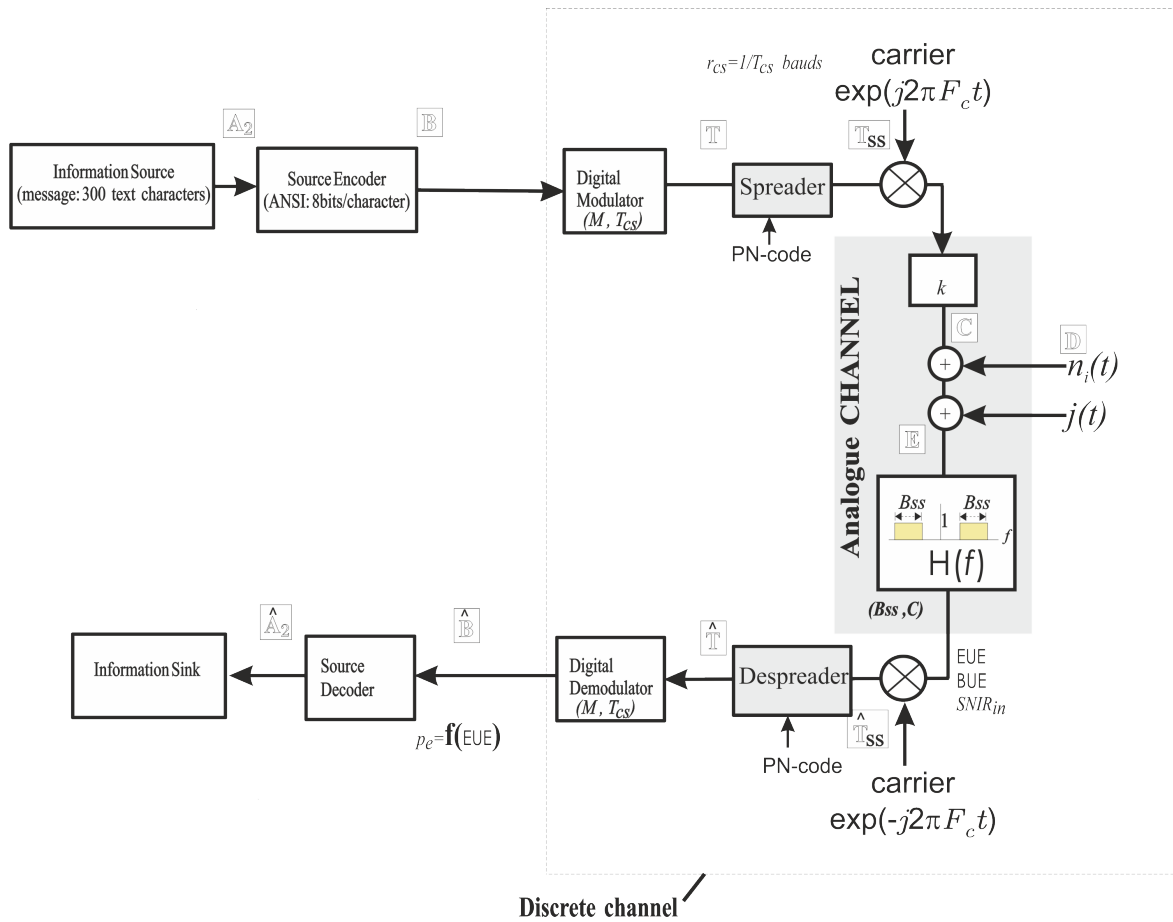 r_cs=1/T_cs bauds
carrier
exp(j2πF_c t)
𝔸₂
𝔹
𝕋
𝕋ss
Information Source
(message: 300 text characters)
Source Encoder
(ANSI: 8bits/character)
Digital
Modulator
(M, T_cs)
Spreader
PN-code
Analogue CHANNEL
k
ℂ
𝔻
+
n_i(t)
+
j(t)
𝔼
Bss
Bss
1
f
H(f)
(Bss ,C)
EUE
BUE
SNIR_in
𝔸̂₂
𝔹̂
𝕋̂
Information Sink
Source
Decoder
Digital
Demodulator
(M, T_cs)
Despreader
p_e=f(EUE)
𝕋̂ss
PN-code
carrier
exp(-j2πF_c t)
Discrete channel